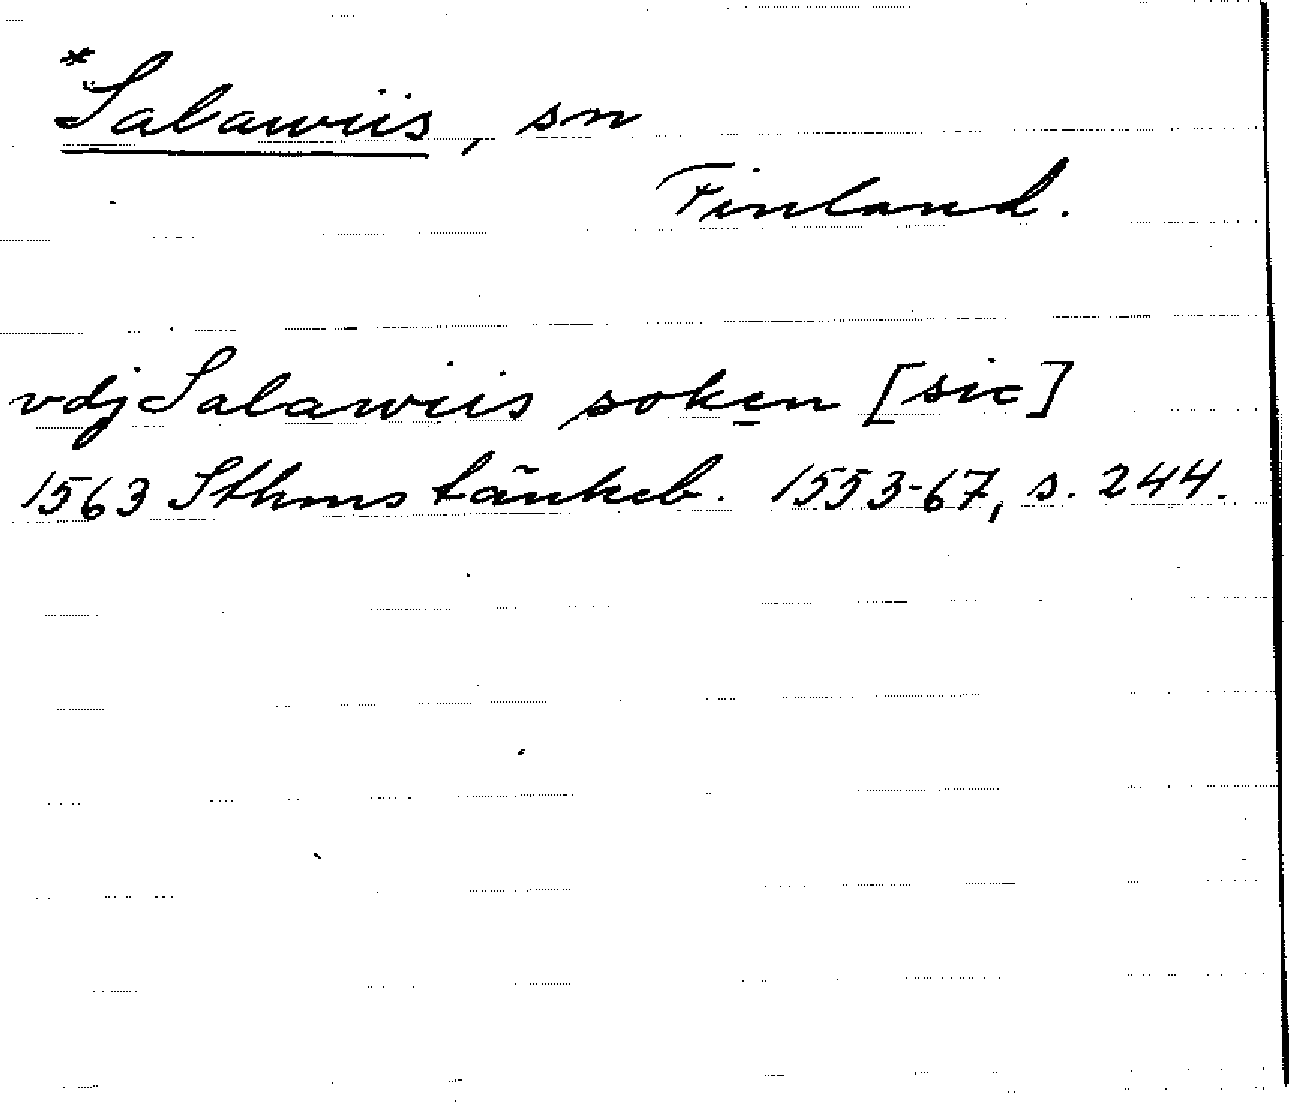 *Salawiis, sn
Finland.
vdj Salawiis soken [sic]
1563 Sthms tänkeb. 1553-67, s. 244.